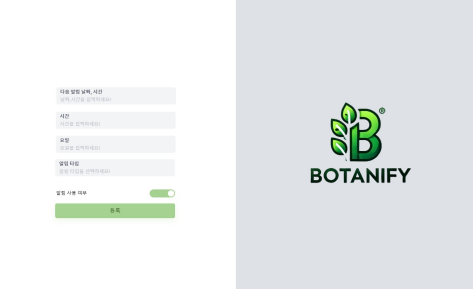 다음 알림 날짜, 시간
날짜,시간을 입력하세요!
시간
시간을 입력하세요!
요일
요일을 입력하세요!
알림 타입
알림 타입을 선택하세요!
알림 사용 여부
등록
B®
BOTANIFY